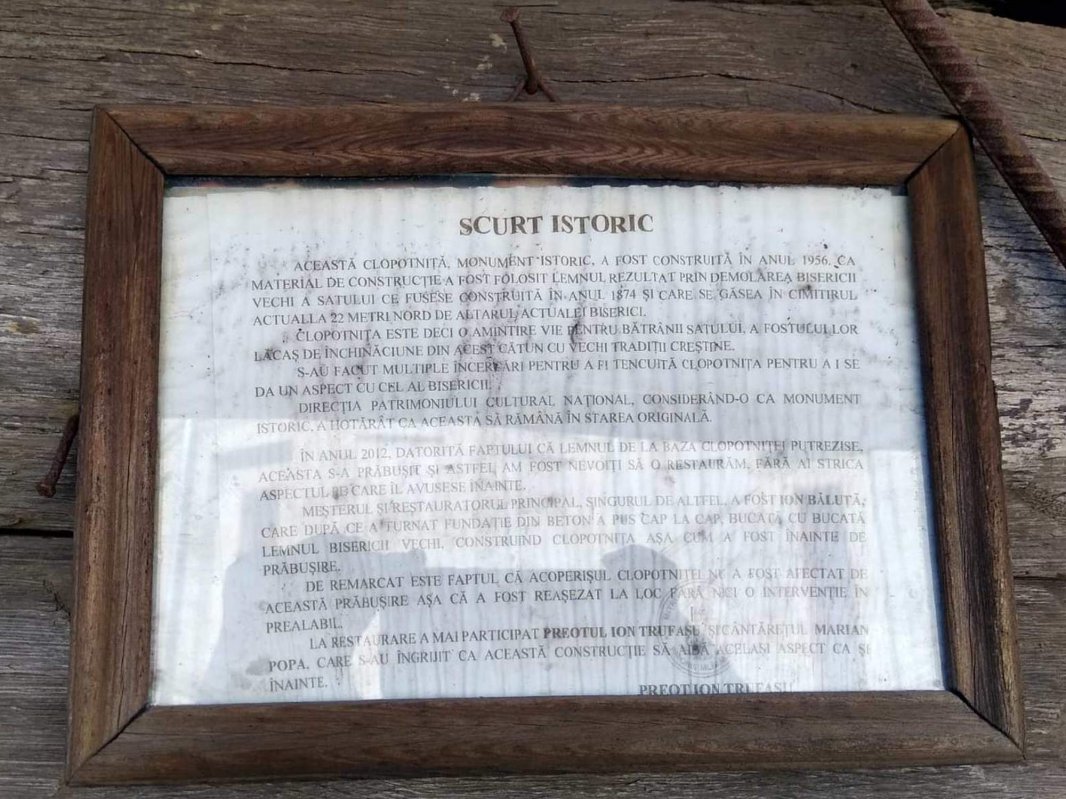 SCURT ISTORIC
ACEASTĂ CLOPOTNIȚĂ, MONUMENT ISTORIC, A FOST CONSTRUITĂ ÎN ANUL 1956. CA
MATERIAL DE CONSTRUCȚIE A FOST FOLOSIT LEMNUL REZULTAT PRIN DEMOLAREA BISERICII
VECHI A SATULUI CE FUSESE CONSTRUITĂ ÎN ANUL 1874 ȘI CARE SE GĂSEA ÎN CIMITIRUL
ACTUALLA 22 METRI NORD DE ALTARUL ACTUALEI BISERICI.
CLOPOTNIȚA ESTE DECI O AMINTIRE VIE PENTRU BĂTRÂNII SATULUI, A FOSTULUI LOR
LĂCAȘ DE ÎNCHINĂCIUNE DIN ACEST CĂTUN CU VECHI TRADIȚII CREȘTINE.
S-AU FACUT MULTIPLE ÎNCERCĂRI PENTRU A FI TENCUITĂ CLOPOTNIȚA PENTRU A I SE
DA UN ASPECT CU CEL AL BISERICII.
DIRECȚIA PATRIMONIULUI CULTURAL NAȚIONAL, CONSIDERÂND-O CA MONUMENT
ISTORIC, A HOTĂRÂT CA ACEASTĂ SĂ RĂMÂNĂ ÎN STAREA ORIGINALĂ.
ÎN ANUL 2012, DATORITĂ FAPTULUI CĂ LEMNUL DE LA BAZA CLOPOTNIȚEI PUTREZISE,
ACEASTA S-A PRĂBUȘIT ȘI ASTFEL AM FOST NEVOIȚI SĂ O RESTAURĂM, FĂRĂ AI STRICA
ASPECTUL PE CARE ÎL AVUSESE ÎNAINTE.
MEȘTERUL ȘI RESTAURATORUL PRINCIPAL, SINGURUL DE ALTFEL, A FOST ION BĂLUTĂ,
CARE DUPĂ CE A TURNAT FUNDAȚIE DIN BETON A PUS CAP LA CAP, BUCATĂ CU BUCATĂ
LEMNUL BISERICII VECHI, CONSTRUIND CLOPOTNIȚA AȘA CUM A FOST ÎNAINTE DE
PRĂBUȘIRE.
DE REMARCAT ESTE FAPTUL CĂ ACOPERIȘUL CLOPOTNIȚEI NU A FOST AFECTAT DE
ACEASTĂ PRĂBUȘIRE AȘA CĂ A FOST REAȘEZAT LA LOC FĂRĂ NICI O INTERVENȚIE ÎN
PREALABIL.
LA RESTAURARE A MAI PARTICIPAT PREOTUL ION TRUFAȘU ȘI CÂNTĂREȚUL MARIAN
POPA, CARE S-AU ÎNGRIJIT CA ACEASTĂ CONSTRUCȚIE SĂ AIBĂ ACELAȘI ASPECT CA ȘI
ÎNAINTE.
PREOT ION TRUFAȘU